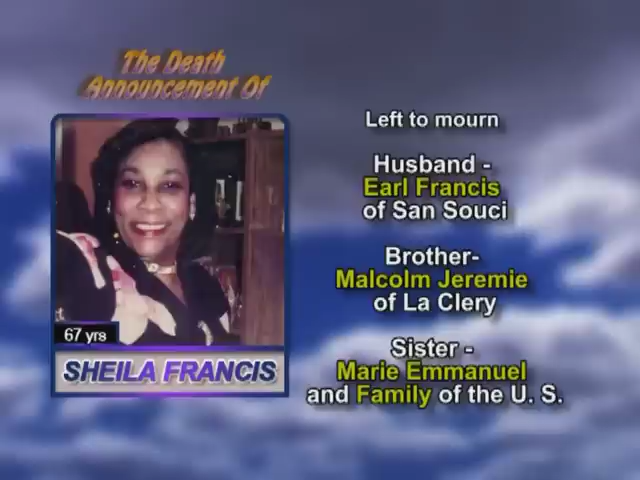 The Death
Announcement Of
67 yrs
SHEILA FRANCIS
Left to mourn
Husband -
Earl Francis
of San Souci
Brother-
Malcolm Jeremie
of La Clery
Sister -
Marie Emmanuel
and Family of the U. S.